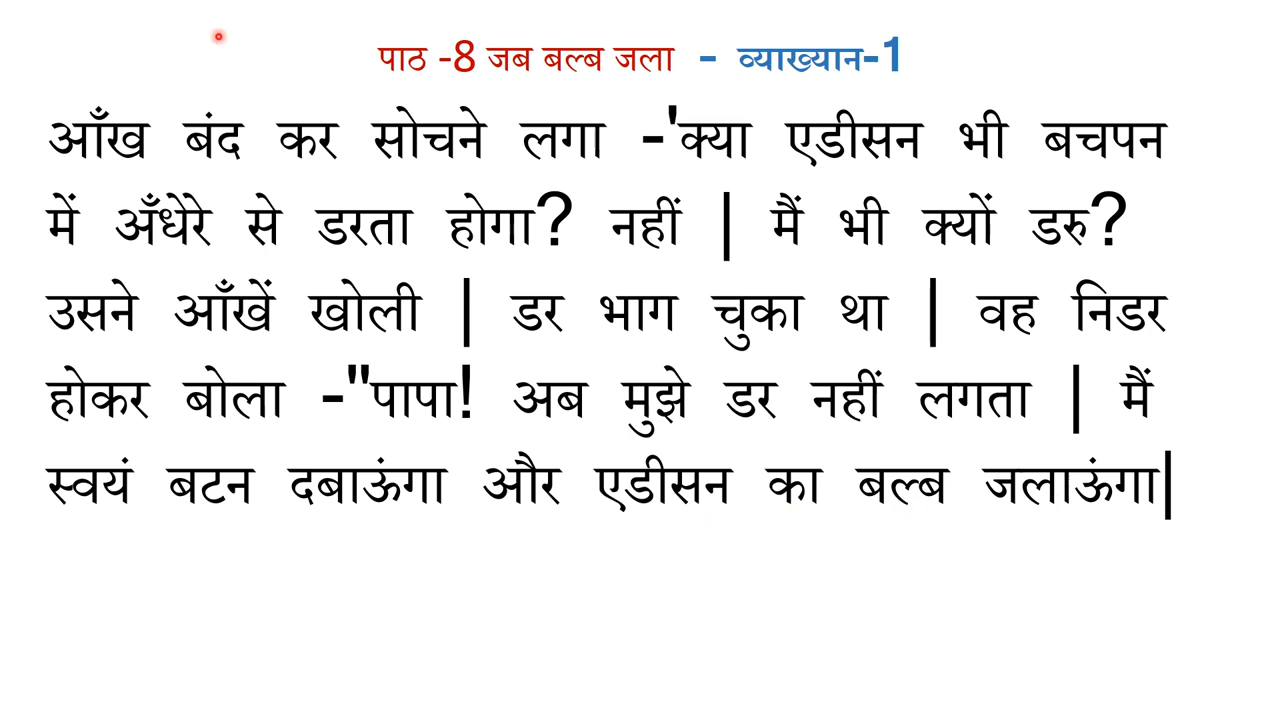 पाठ -8 जब बल्ब जला - व्याख्यान-1
आँख बंद कर सोचने लगा -'क्या एडीसन भी बचपन
में अँधेरे से डरता होगा? नहीं | मैं भी क्यों डरु?
उसने आँखें खोली | डर भाग चुका था | वह निडर
होकर बोला -"पापा! अब मुझे डर नहीं लगता | मैं
स्वयं बटन दबाऊंगा और एडीसन का बल्ब जलाऊंगा|